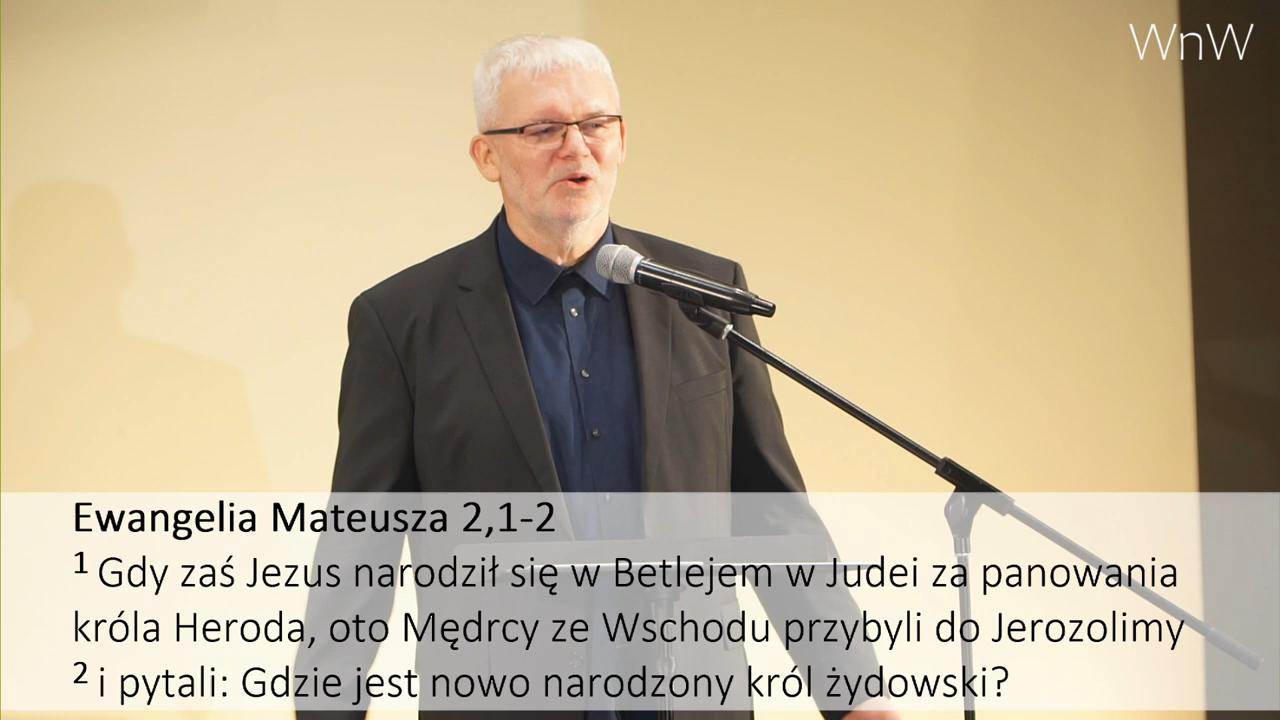 WnW
Ewangelia Mateusza 2,1-2
1 Gdy zaś Jezus narodził się w Betlejem w Judei za panowania
króla Heroda, oto Mędrcy ze Wschodu przybyli do Jerozolimy
2 i pytali: Gdzie jest nowo narodzony król żydowski?